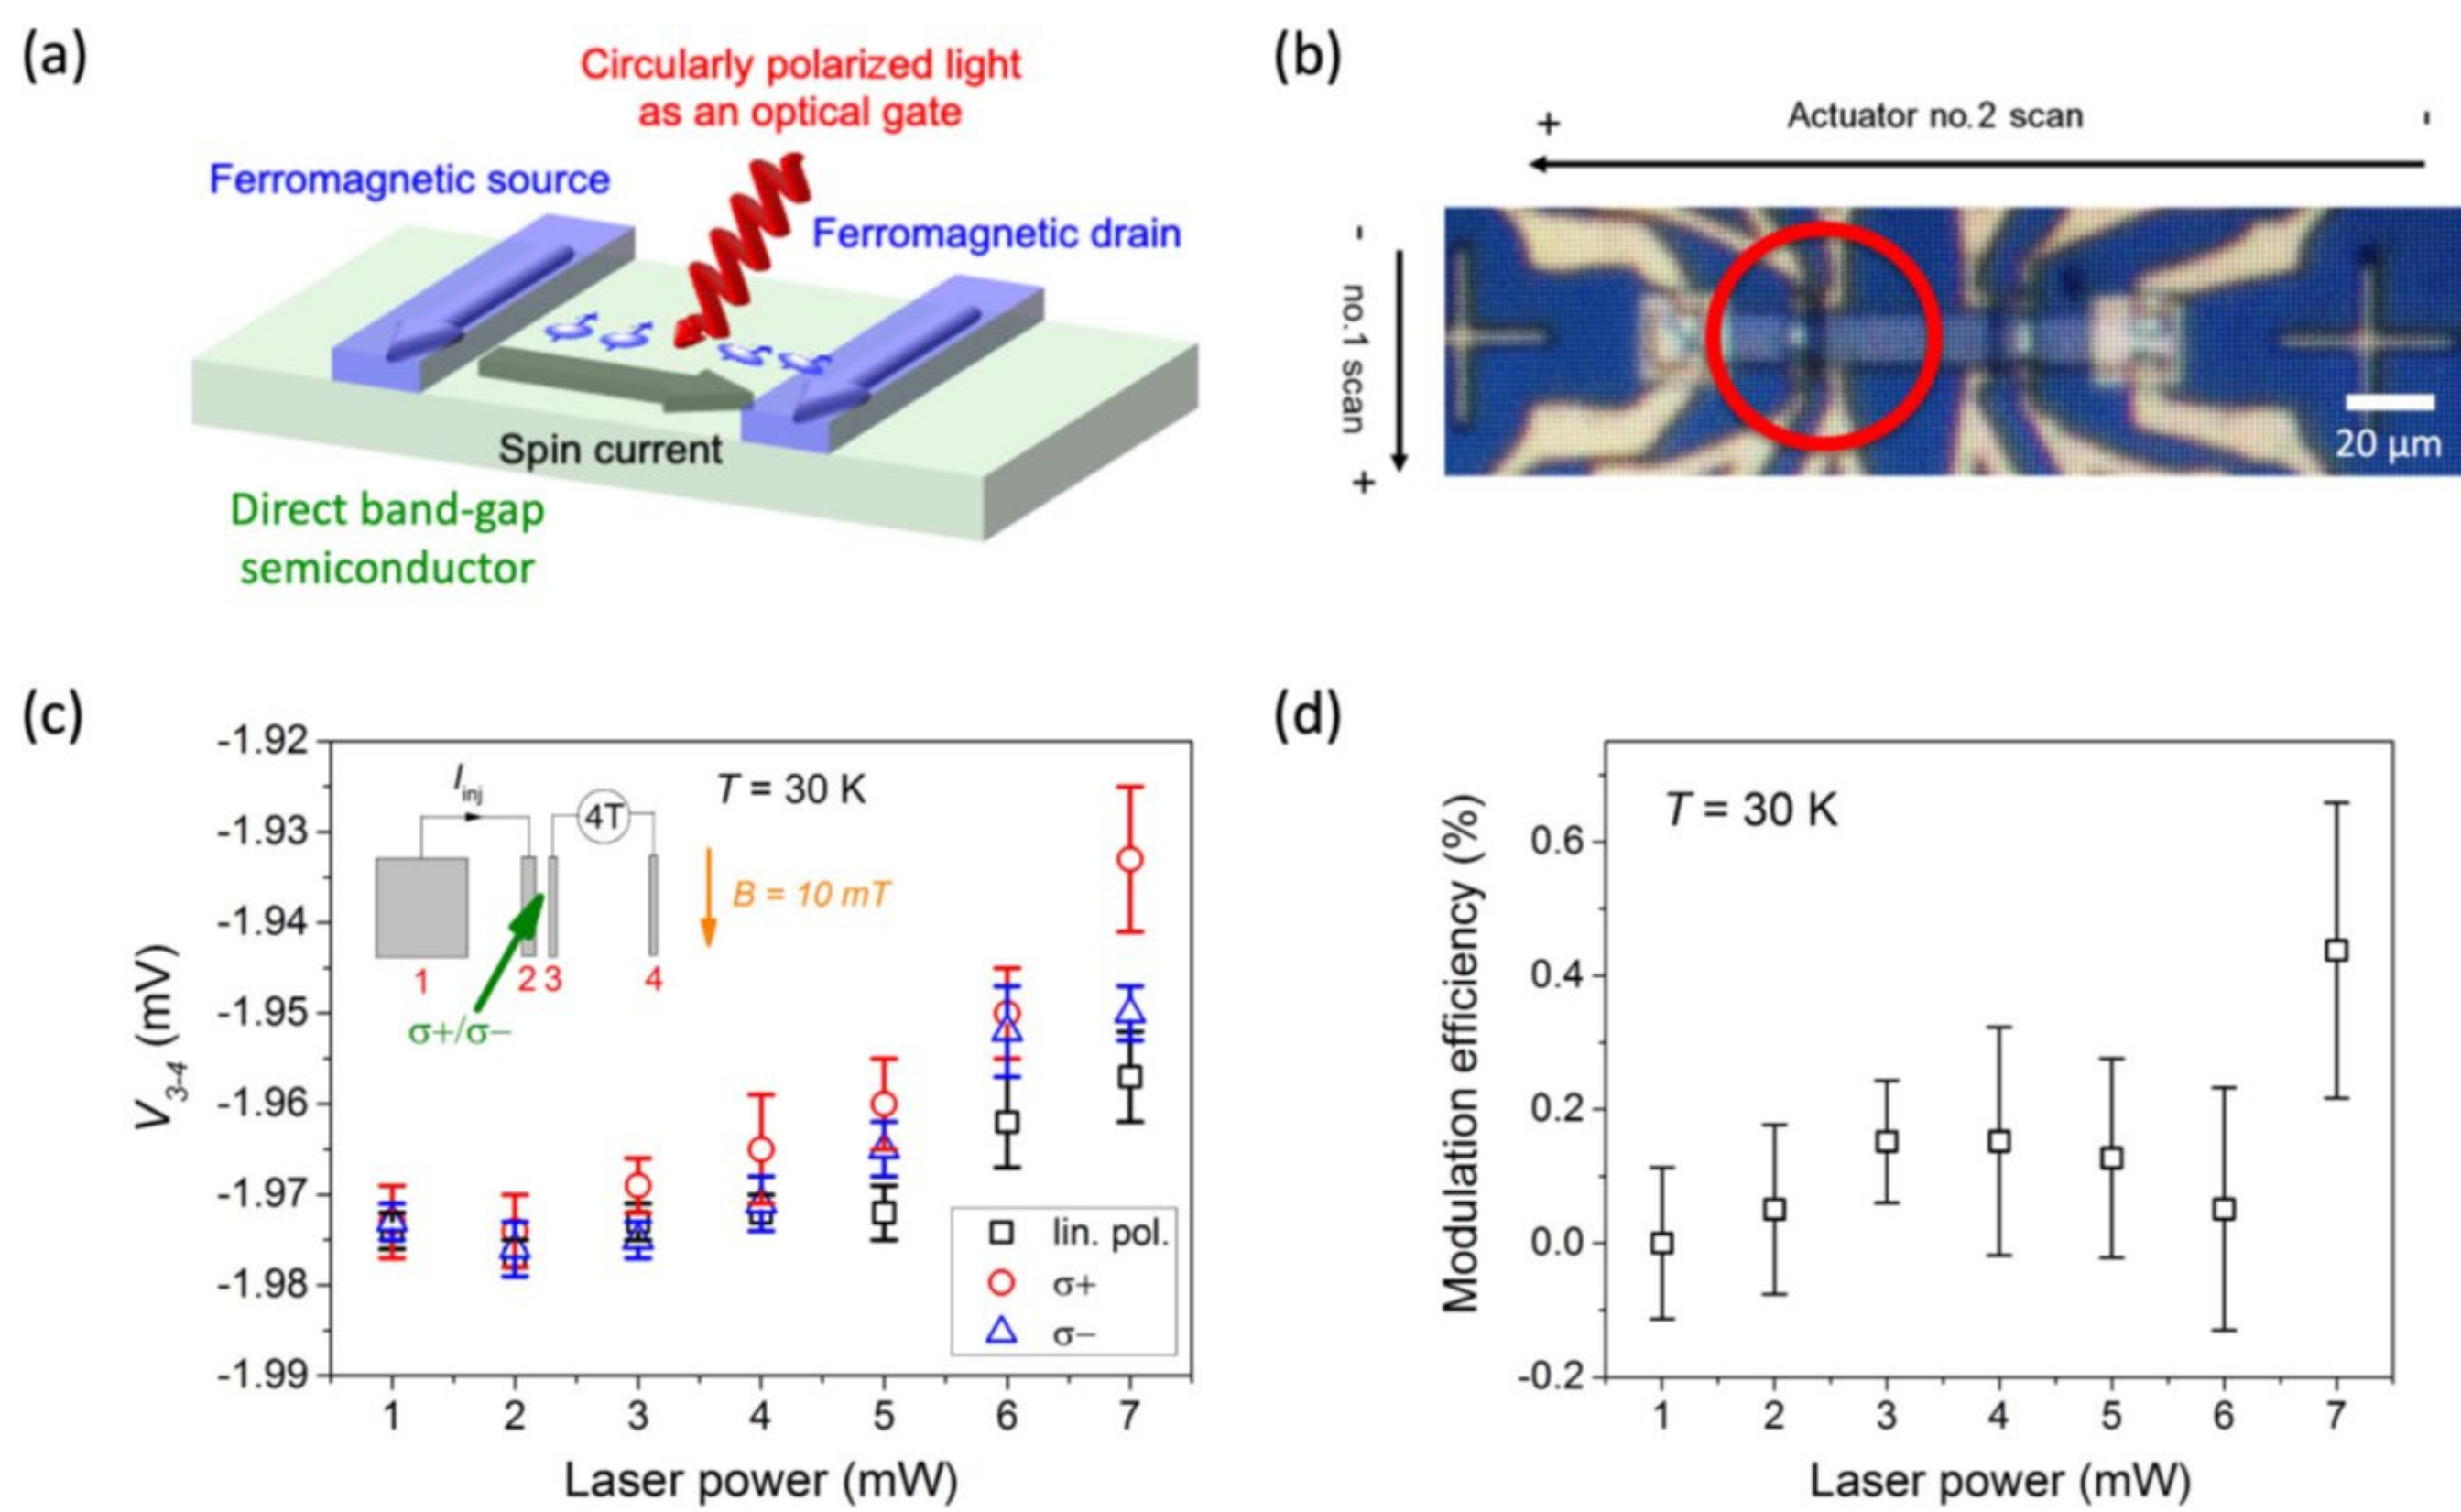 (a)
Circularly polarized light
as an optical gate
Ferromagnetic source
Ferromagnetic drain
Spin current
Direct band-gap
semiconductor
(b)
+ Actuator no.2 scan -
-
no.1 scan
+
20 μm
(c)
-1.92
-1.93
-1.94
-1.95
-1.96
-1.97
-1.98
-1.99
V3-4 (mV)
Iinj
4T
T = 30 K
B = 10 mT
1 2 3 4
σ+/σ−
lin. pol.
σ+
σ−
1 2 3 4 5 6 7
Laser power (mW)
(d)
T = 30 K
0.6
0.4
0.2
0.0
-0.2
Modulation efficiency (%)
1 2 3 4 5 6 7
Laser power (mW)